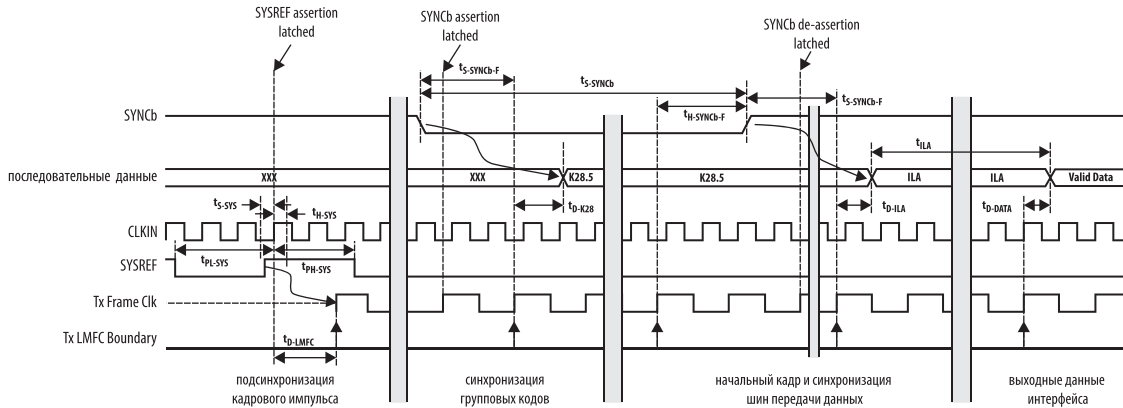 SYSREF assertion
latched
SYNCb assertion
latched
SYNCb de-assertion
latched
tS-SYNCb-F
tS-SYNCb
tS-SYNCb-F
tH-SYNCb-F
SYNCb
tILA
последовательные данные
XXX
XXX
K28.5
K28.5
ILA
ILA
Valid Data
tS-SYS
tH-SYS
tD-K28
tD-ILA
tD-DATA
CLKIN
tPL-SYS
tPH-SYS
SYSREF
Tx Frame Clk
Tx LMFC Boundary
tD-LMFC
подсинхронизация
кадрового импульса
синхронизация
групповых кодов
начальный кадр и синхронизация
шин передачи данных
выходные данные
интерфейса